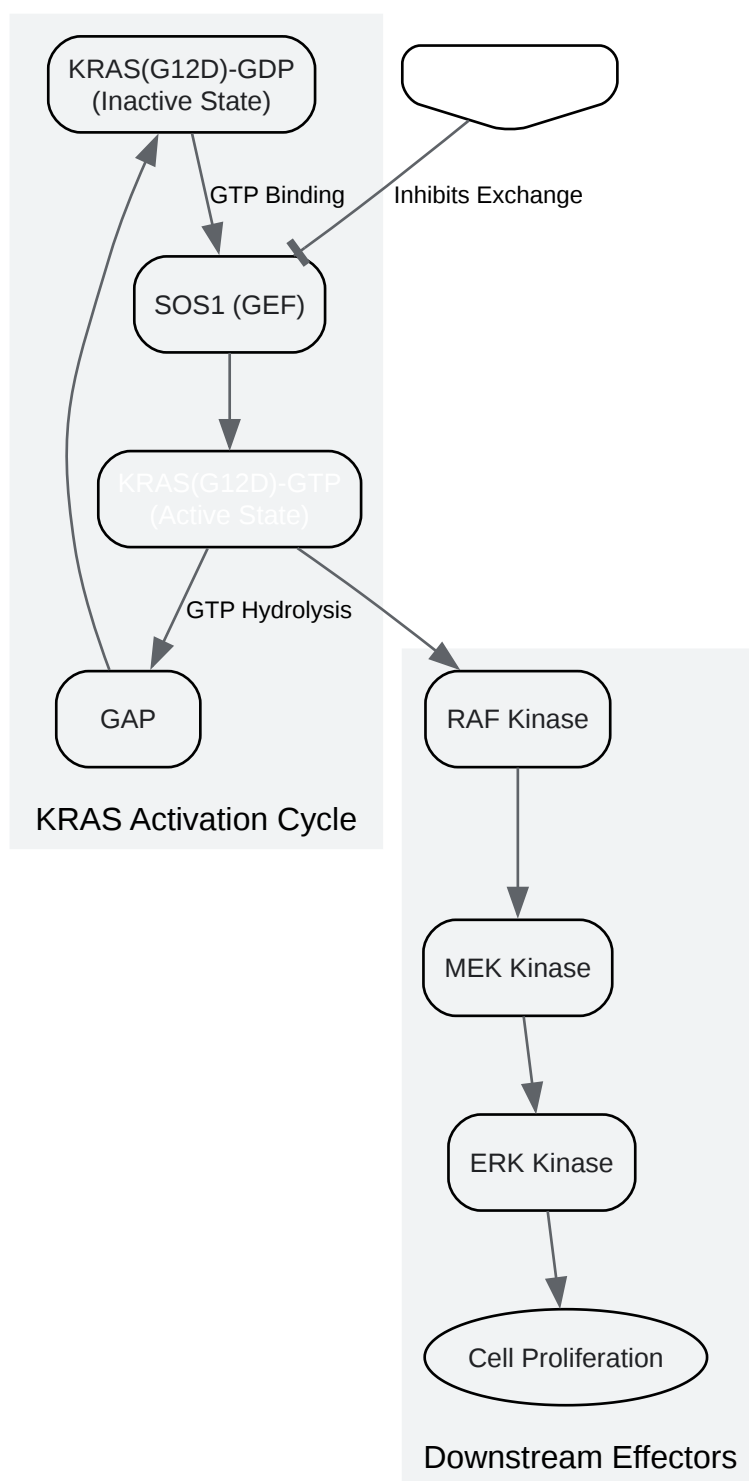 KRAS(G12D)-GDP
(Inactive State)
GTP Binding
Inhibits Exchange
SOS1 (GEF)
KRAS(G12D)-GTP
(Active State)
GTP Hydrolysis
GAP
RAF Kinase
KRAS Activation Cycle
MEK Kinase
ERK Kinase
Cell Proliferation
Downstream Effectors